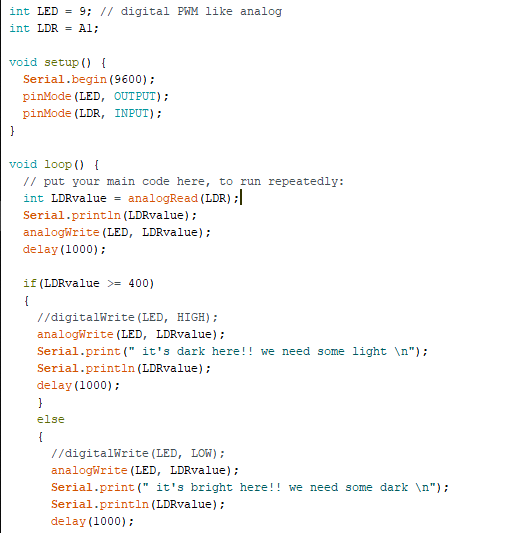 int LED = 9; // digital PWM like analog
int LDR = A1;
void setup() {
Serial.begin(9600);
pinMode(LED, OUTPUT);
pinMode(LDR, INPUT);
}
void loop() {
// put your main code here, to run repeatedly:
int LDRvalue = analogRead(LDR);
Serial.println(LDRvalue);
analogWrite(LED, LDRvalue);
delay(1000);
if(LDRvalue >= 400)
{
//digitalWrite(LED, HIGH);
analogWrite(LED, LDRvalue);
Serial.print(" it's dark here!! we need some light \n");
Serial.println(LDRvalue);
delay(1000);
}
else
{
//digitalWrite(LED, LOW);
analogWrite(LED, LDRvalue);
Serial.print(" it's bright here!! we need some dark \n");
Serial.println(LDRvalue);
delay(1000);